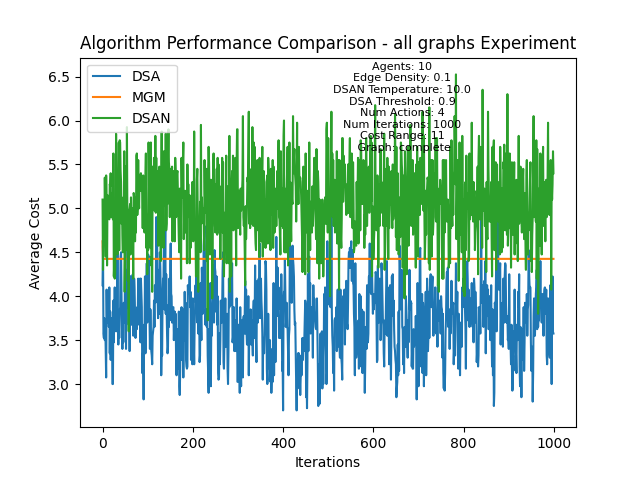 Algorithm Performance Comparison - all graphs Experiment
DSA
MGM
DSAN
Agents: 10
Edge Density: 0.1
DSAN Temperature: 10.0
DSA Threshold: 0.9
Num Actions: 4
Num Iterations: 1000
Cost Range: 11
Graph: complete
6.5
6.0
5.5
5.0
4.5
4.0
3.5
3.0
Average Cost
0
200
400
600
800
1000
Iterations